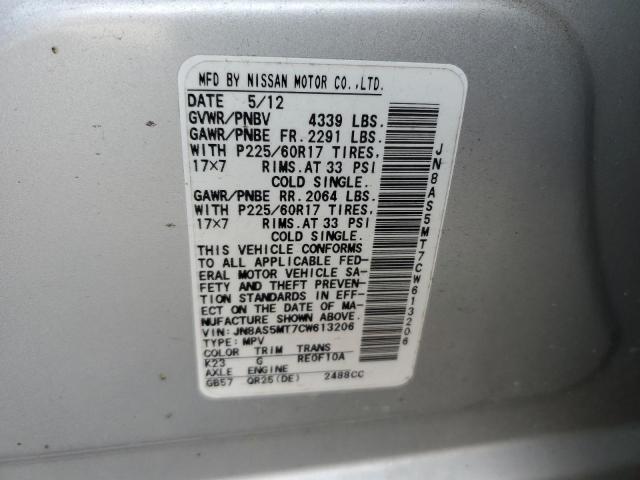 MFD BY NISSAN MOTOR CO.,LTD.
DATE 5/12
GVWR/PNBV 4339 LBS.
GAWR/PNBE FR. 2291 LBS.
WITH P225/60R17 TIRES,
17×7 RIMS. AT 33 PSI
COLD SINGLE.
GAWR/PNBE RR. 2064 LBS.
WITH P225/60R17 TIRES,
17×7 RIMS. AT 33 PSI
COLD SINGLE.
THIS VEHICLE CONFORMS
TO ALL APPLICABLE FED-
ERAL MOTOR VEHICLE SA-
FETY AND THEFT PREVEN-
TION STANDARDS IN EFF-
ECT ON THE DATE OF MA-
NUFACTURE SHOWN ABOVE.
VIN: JN8AS5MT7CW613206
TYPE: MPV
COLOR TRIM TRANS
K23 G RE0F10A
AXLE ENGINE
GB57 QR25(DE) 2488CC
JN8AS5MT7CW613206